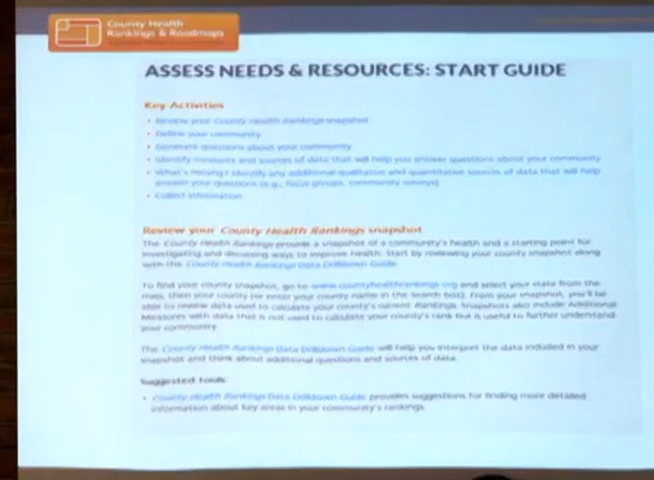 County Health
Rankings & Roadmaps
ASSESS NEEDS & RESOURCES: START GUIDE
Key Activities
• Review your County Health Rankings snapshot
• Define your community
• Generate questions about your community
• Identify measures and sources of data that will help you answer questions about your community
• What's missing? Identify any additional qualitative and quantitative sources of data that will help
answer your questions (e.g., focus groups, community surveys)
• Collect information
Review your County Health Rankings snapshot
The County Health Rankings provide a snapshot of a community's health and a starting point for
investigating and discussing ways to improve health. Start by reviewing your county snapshot along
with the County Health Rankings Data Drilldown Guide.
To find your county snapshot, go to www.countyhealthrankings.org and select your state from the
map, then your county (or enter your county name in the search box). From your snapshot, you'll be
able to review data used to calculate your county's current Rankings. Snapshots also include Additional
Measures with data that is not used to calculate your county's rank but is useful to further understand
your community.
The County Health Rankings Data Drilldown Guide will help you interpret the data included in your
snapshot and think about additional questions and sources of data.
Suggested tools:
• County Health Rankings Data Drilldown Guide provides suggestions for finding more detailed
information about key areas in your community's rankings.